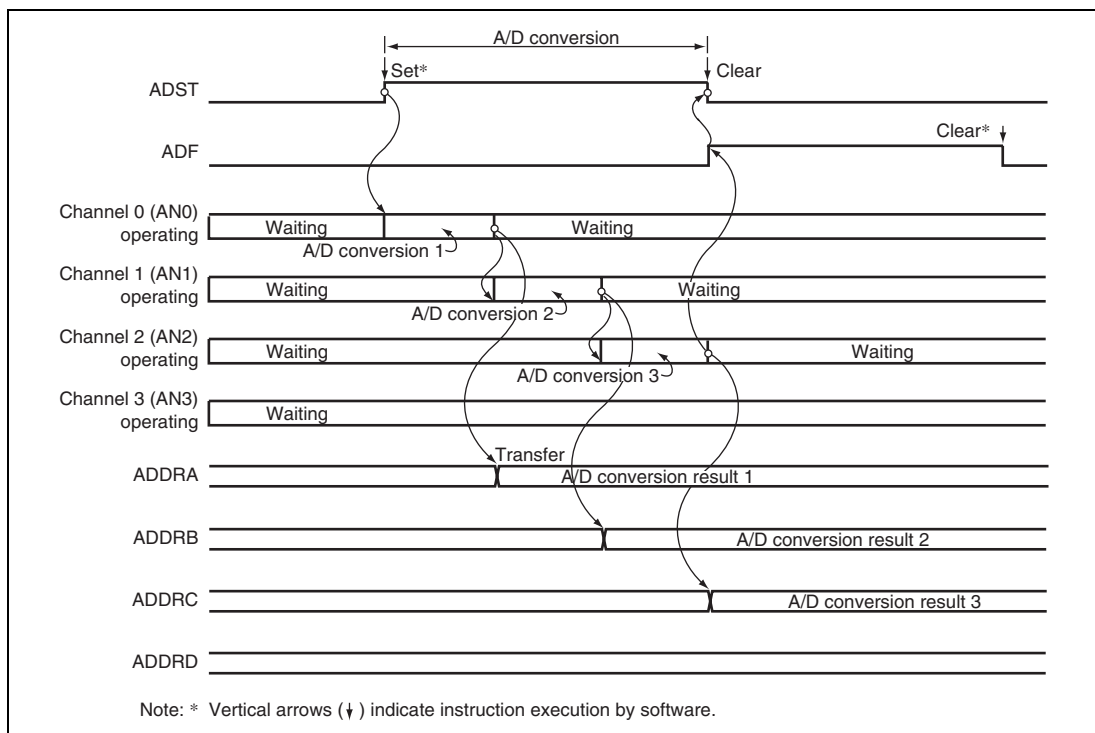 A/D conversion
Set*
Clear
ADST
Clear*
ADF
Channel 0 (AN0)
operating
Waiting
Waiting
A/D conversion 1
Channel 1 (AN1)
operating
Waiting
Waiting
A/D conversion 2
Channel 2 (AN2)
operating
Waiting
Waiting
A/D conversion 3
Channel 3 (AN3)
operating
Waiting
Transfer
ADDRA
A/D conversion result 1
ADDRB
A/D conversion result 2
ADDRC
A/D conversion result 3
ADDRD
Note: * Vertical arrows (↓) indicate instruction execution by software.